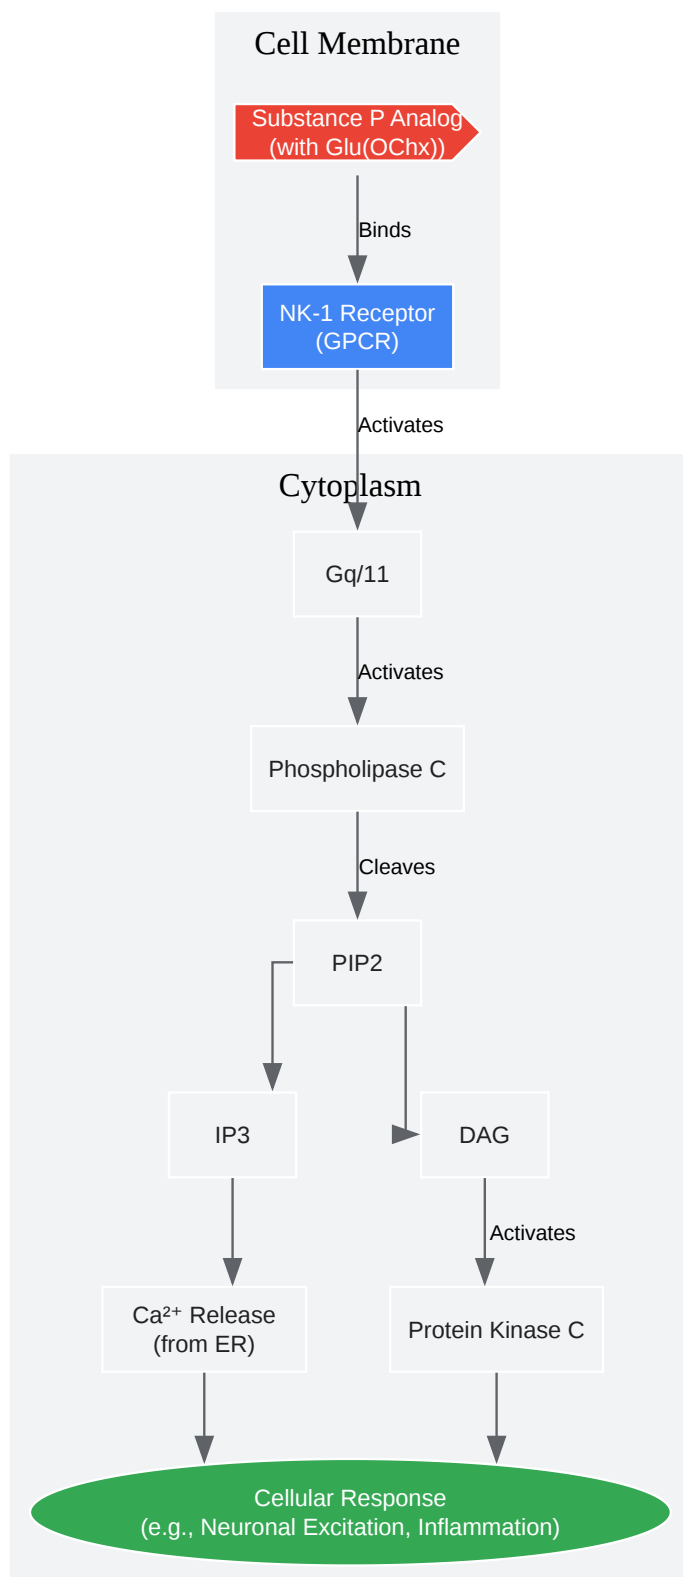 Cell Membrane
Substance P Analog
(with Glu(OChx))
Binds
NK-1 Receptor
(GPCR)
Activates
Cytoplasm
Gq/11
Activates
Phospholipase C
Cleaves
PIP2
IP3
DAG
Activates
Ca²⁺ Release
(from ER)
Protein Kinase C
Cellular Response
(e.g., Neuronal Excitation, Inflammation)